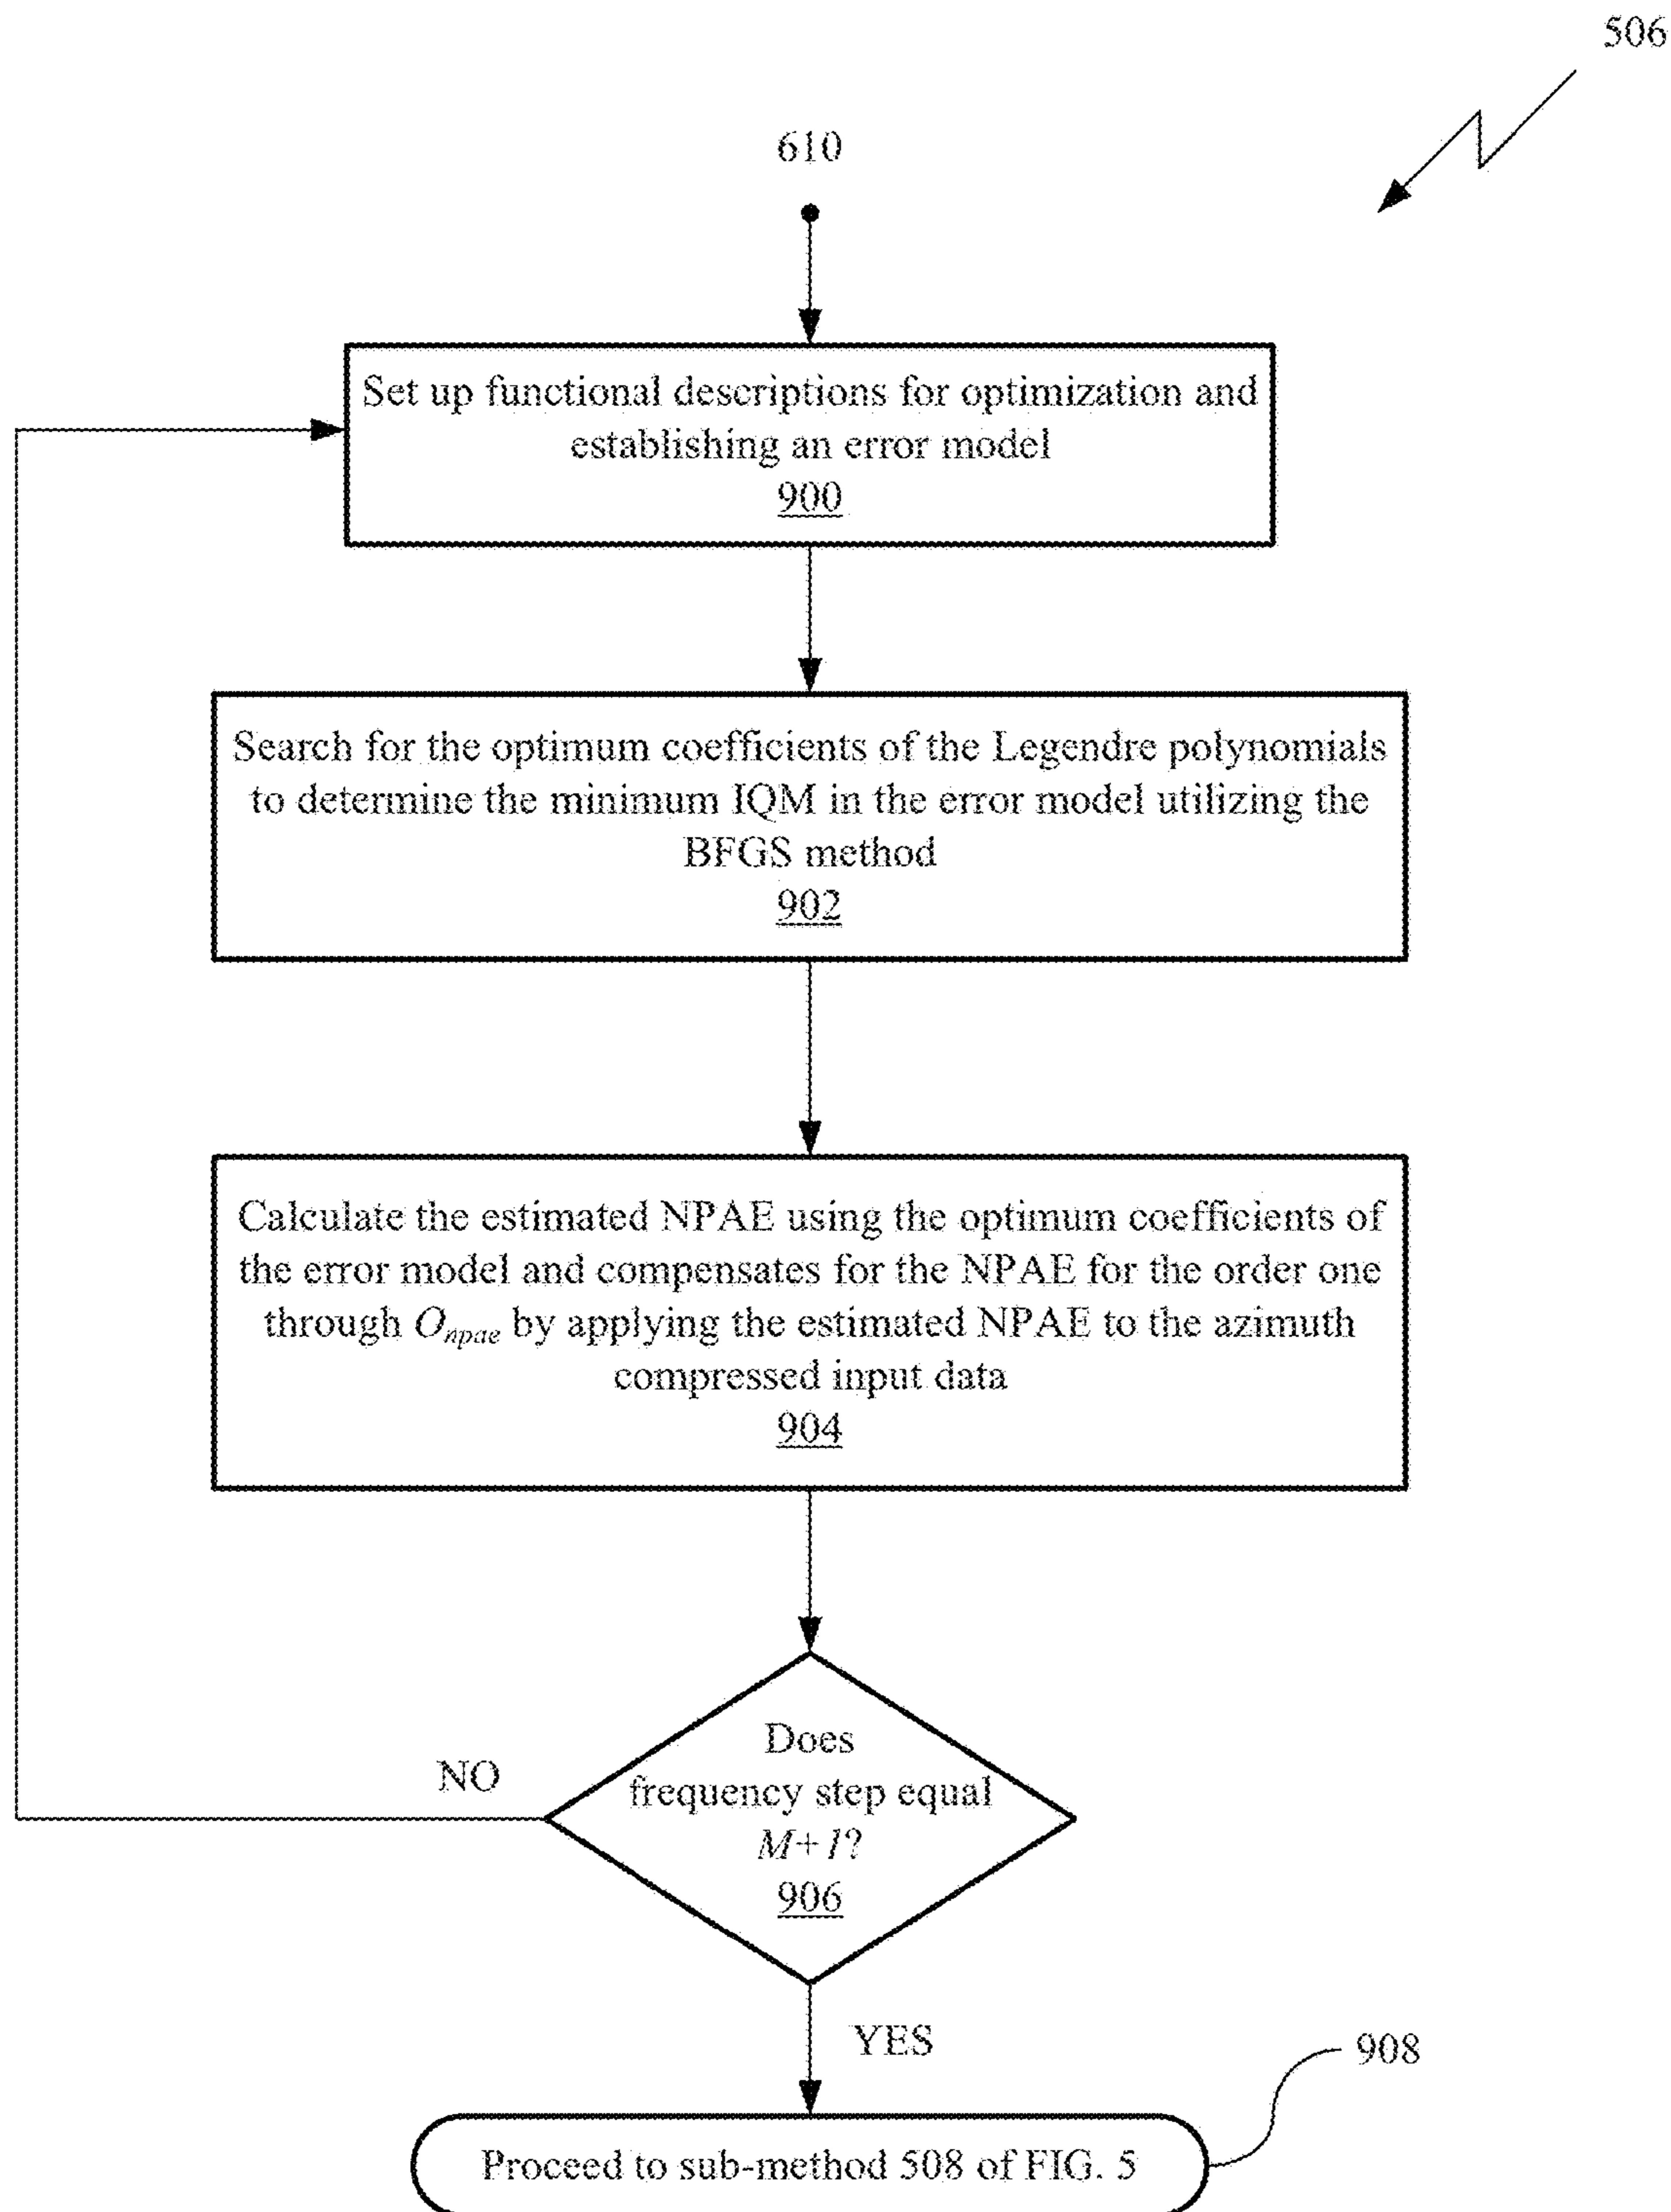 506
610
Set up functional descriptions for optimization and
establishing an error model
900
Search for the optimum coefficients of the Legendre polynomials
to determine the minimum IQM in the error model utilizing the
BFGS method
902
Calculate the estimated NPAE using the optimum coefficients of
the error model and compensates for the NPAE for the order one
through Onpae by applying the estimated NPAE to the azimuth
compressed input data
904
Does
frequency step equal
M+1?
906
NO
YES
908
Proceed to sub-method 508 of FIG. 5